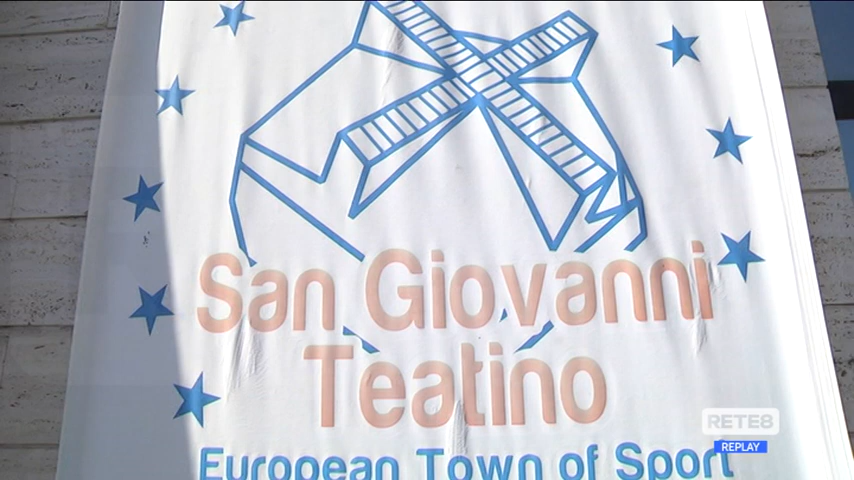 San Giovanni
Teatino
European Town of Sport
RETE8
REPLAY